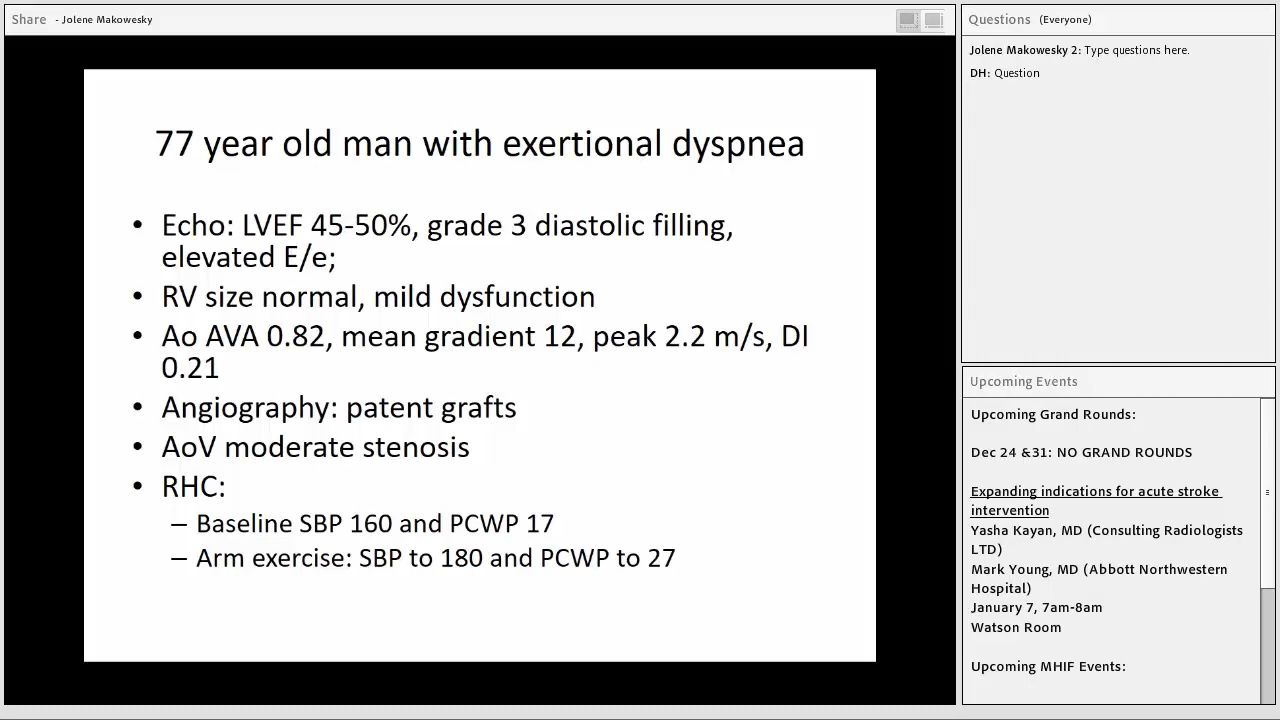 Share - Jolene Makowesky
77 year old man with exertional dyspnea
• Echo: LVEF 45-50%, grade 3 diastolic filling,
elevated E/e;
• RV size normal, mild dysfunction
• Ao AVA 0.82, mean gradient 12, peak 2.2 m/s, DI
0.21
• Angiography: patent grafts
• AoV moderate stenosis
• RHC:
– Baseline SBP 160 and PCWP 17
– Arm exercise: SBP to 180 and PCWP to 27
Questions (Everyone)
Jolene Makowesky 2: Type questions here.
DH: Question
Upcoming Events
Upcoming Grand Rounds:
Dec 24 &31: NO GRAND ROUNDS
Expanding indications for acute stroke
intervention
Yasha Kayan, MD (Consulting Radiologists
LTD)
Mark Young, MD (Abbott Northwestern
Hospital)
January 7, 7am-8am
Watson Room
Upcoming MHIF Events: